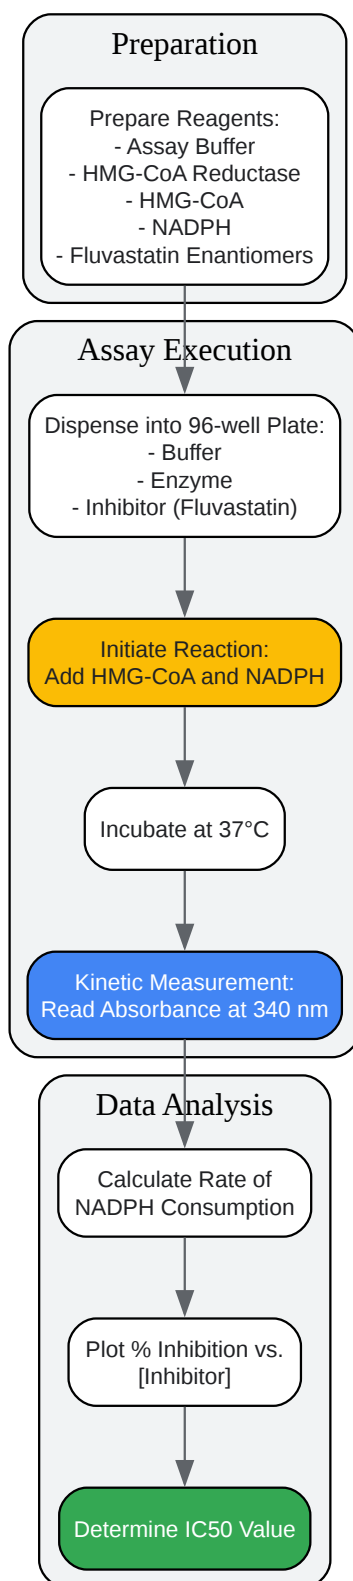 Preparation
Prepare Reagents:
- Assay Buffer
- HMG-CoA Reductase
- HMG-CoA
- NADPH
- Fluvastatin Enantiomers
Assay Execution
Dispense into 96-well Plate:
- Buffer
- Enzyme
- Inhibitor (Fluvastatin)
Initiate Reaction:
Add HMG-CoA and NADPH
Incubate at 37°C
Kinetic Measurement:
Read Absorbance at 340 nm
Data Analysis
Calculate Rate of
NADPH Consumption
Plot % Inhibition vs.
[Inhibitor]
Determine IC50 Value